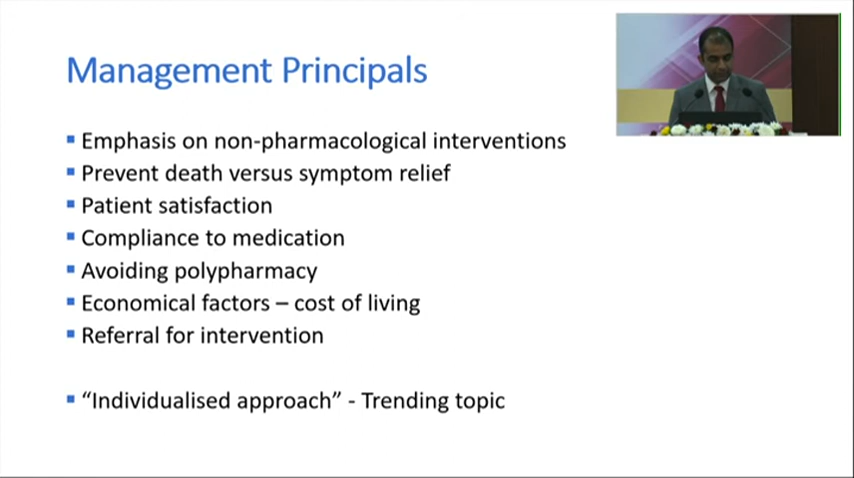 Management Principals
Emphasis on non-pharmacological interventions
Prevent death versus symptom relief
Patient satisfaction
Compliance to medication
Avoiding polypharmacy
Economical factors – cost of living
Referral for intervention
“Individualised approach” - Trending topic